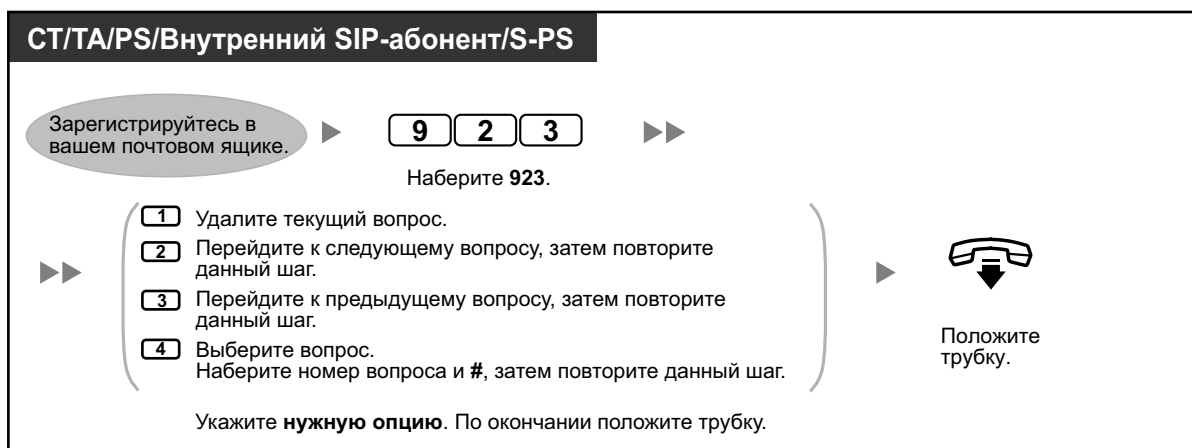 CT/TA/PS/Внутренний SIP-абонент/S-PS
Зарегистрируйтесь в
вашем почтовом ящике.
9 2 3
Наберите 923.
1 Удалите текущий вопрос.
2 Перейдите к следующему вопросу, затем повторите
данный шаг.
3 Перейдите к предыдущему вопросу, затем повторите
данный шаг.
4 Выберите вопрос.
Наберите номер вопроса и #, затем повторите данный шаг.
Укажите нужную опцию. По окончании положите трубку.
Положите
трубку.